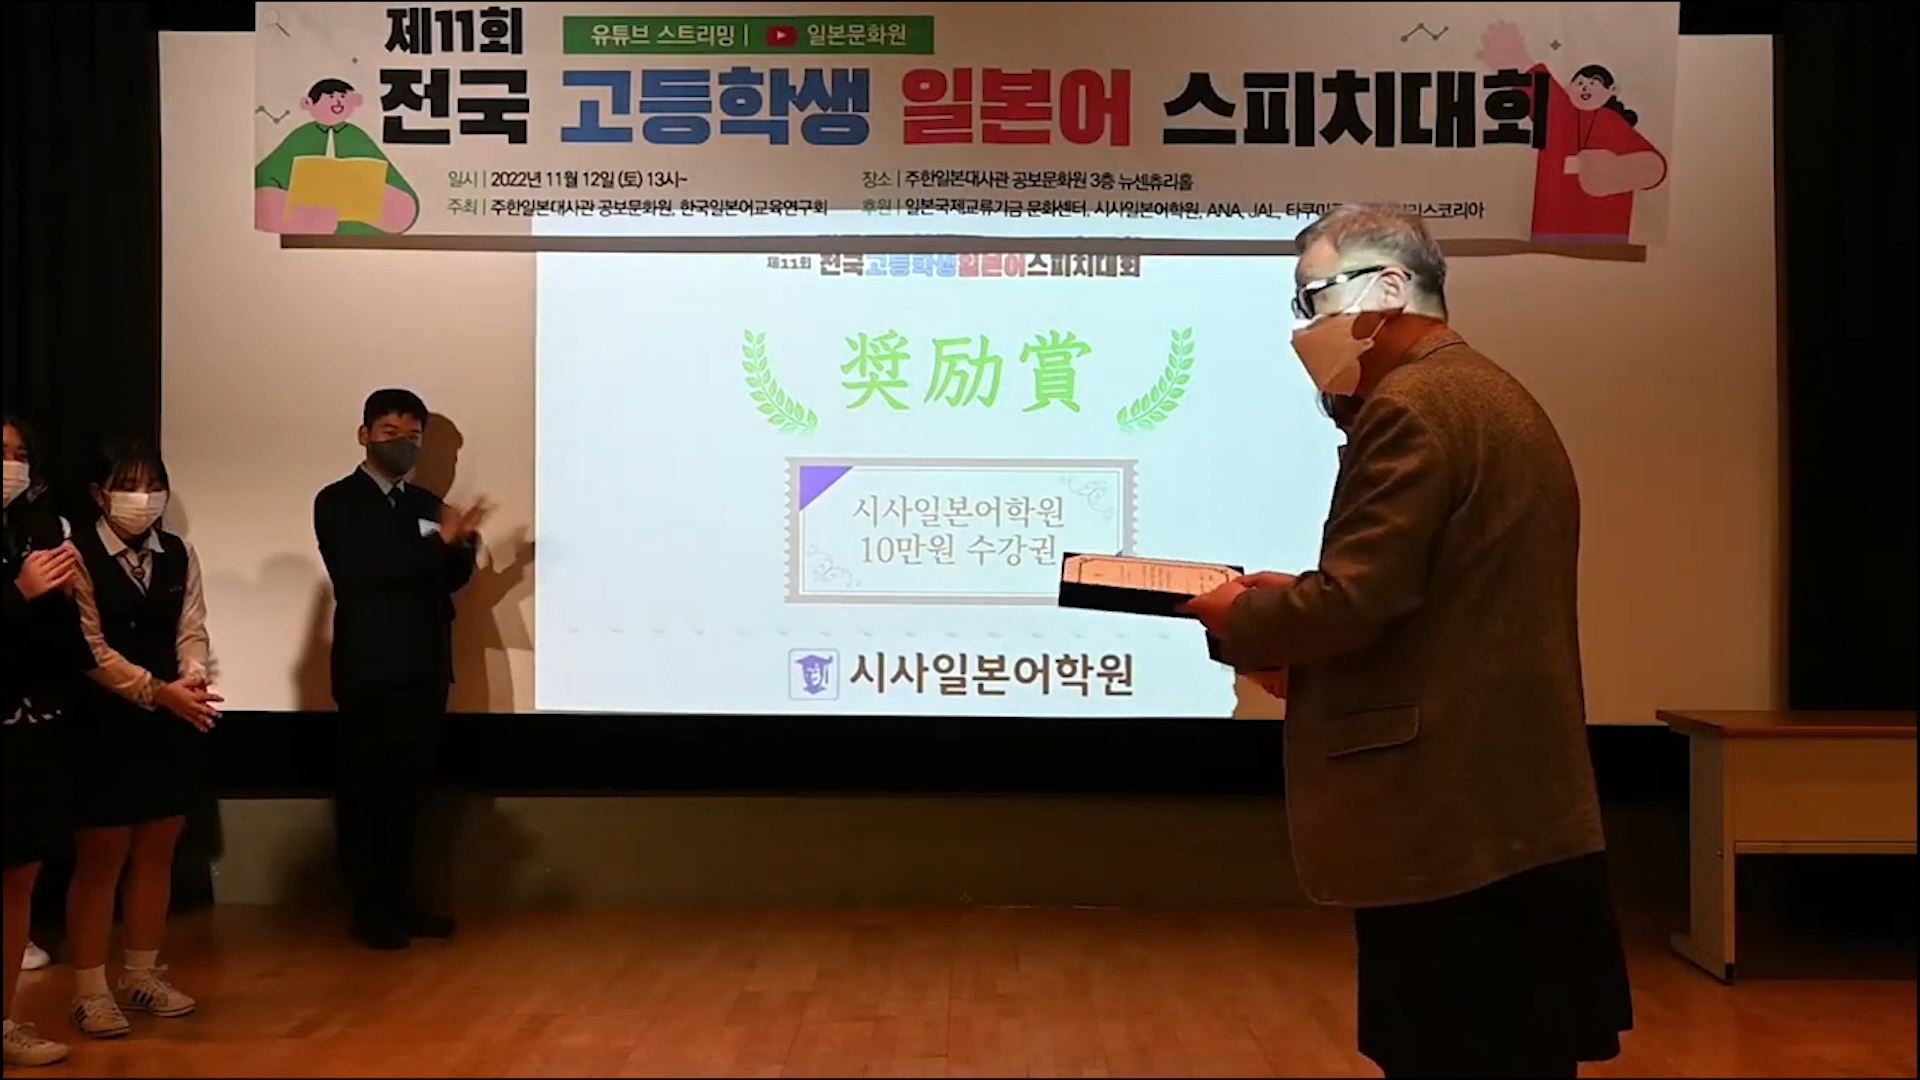 제11회
유튜브 스트리밍 | 일본문화원
전국 고등학생 일본어 스피치대회
일시 | 2022년 11월 12일 (토) 13시~
장소 | 주한일본대사관 공보문화원 3층 뉴센츄리홀
주최 | 주한일본대사관 공보문화원, 한국일본어교육연구회
후원 | 일본국제교류기금 문화센터, 시사일본어학원, ANA, JAL,
제11회 전국고등학생일본어스피치대회
奨励賞
시사일본어학원
10만원 수강권
시사일본어학원